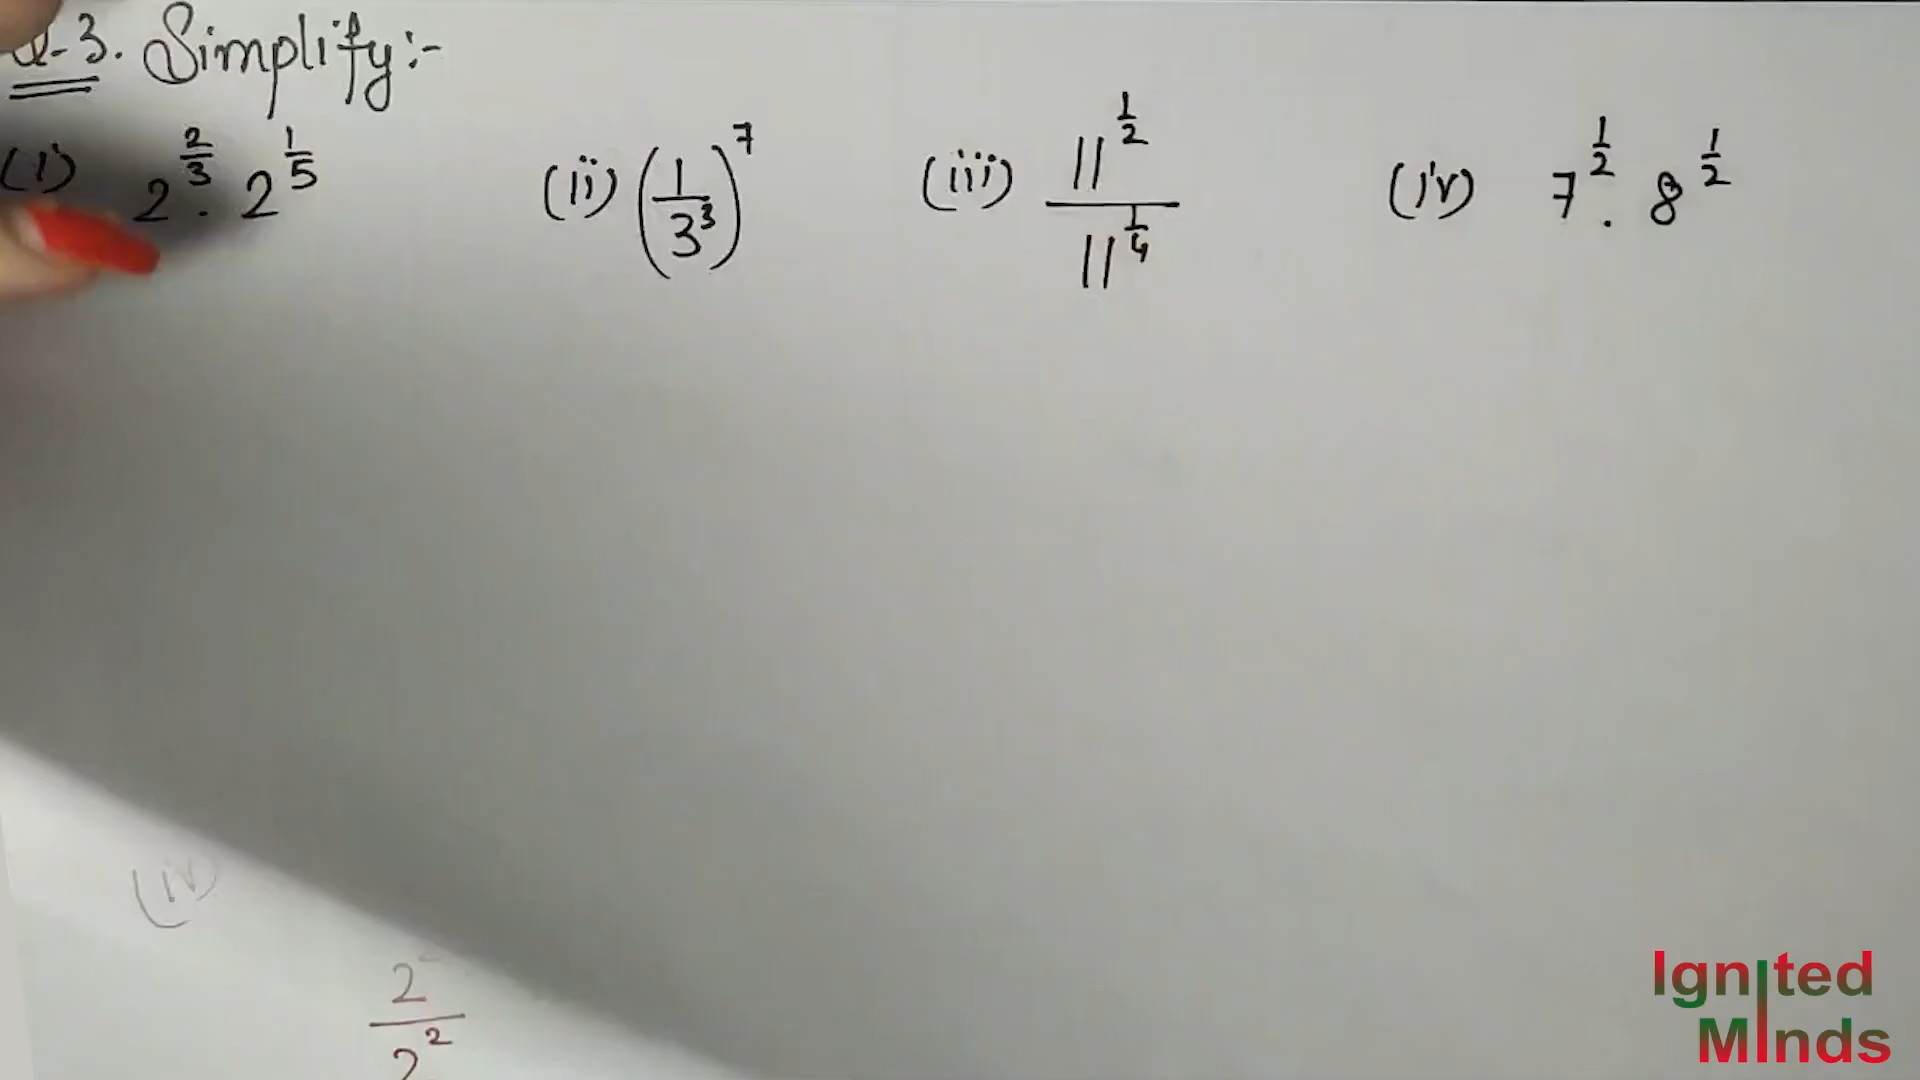 Q-3. Simplify:-
(i) 2^(2/3) . 2^(1/5) (ii) (1/3^3)^7 (iii) 11^(1/2) / 11^(1/4) (iv) 7^(1/2) . 8^(1/2)
(iv)
2
2^2
Ignited
Minds